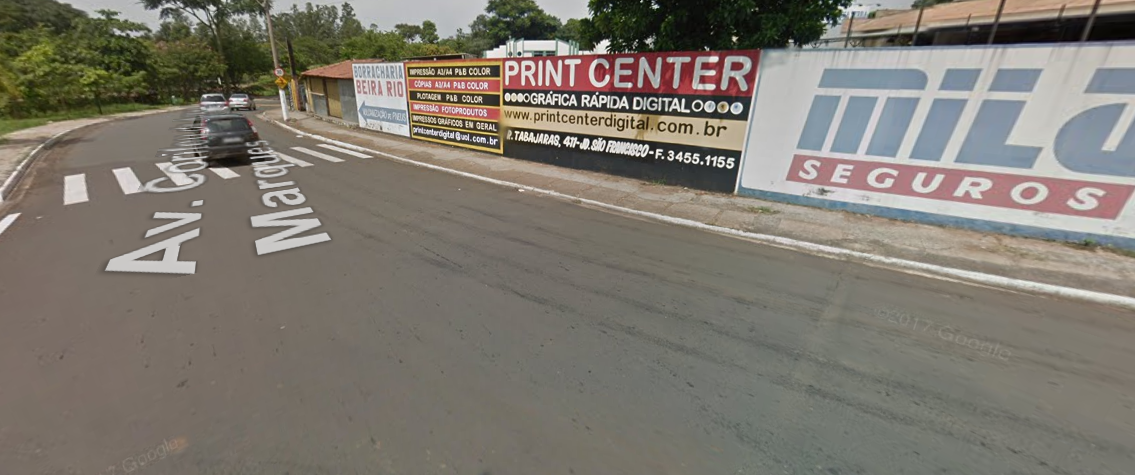 BORRACHARIA
BEIRA RIO
IMPRESSÃO A3/A4 P&B COLOR
CÓPIAS A3/A4 P&B COLOR
PLOTAGEM P&B COLOR
IMPRESSÃO FOTOPRODUTOS
IMPRESSOS GRÁFICOS EN GERAL
printcenterdigital@uol.com.br
PRINT CENTER
GRÁFICA RÁPIDA DIGITAL
www.printcenterdigital.com.br
R. TABAJARAS, 411-JD. SÃO FRANCISCO - F. 3455.1155
SEGUROS
Av.
©2017 Google
Google